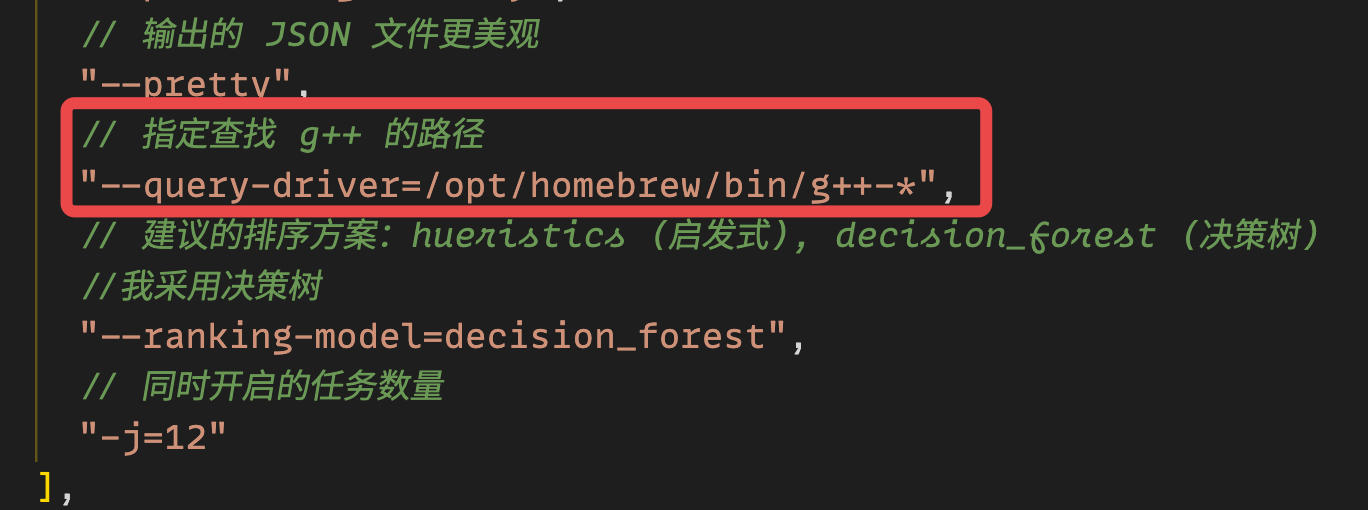 // 输出的 JSON 文件更美观
"--pretty",
// 指定查找 g++ 的路径
"--query-driver=/opt/homebrew/bin/g++-*",
// 建议的排序方案：hueristics (启发式), decision_forest (决策树)
//我采用决策树
"--ranking-model=decision_forest",
// 同时开启的任务数量
"-j=12"
],